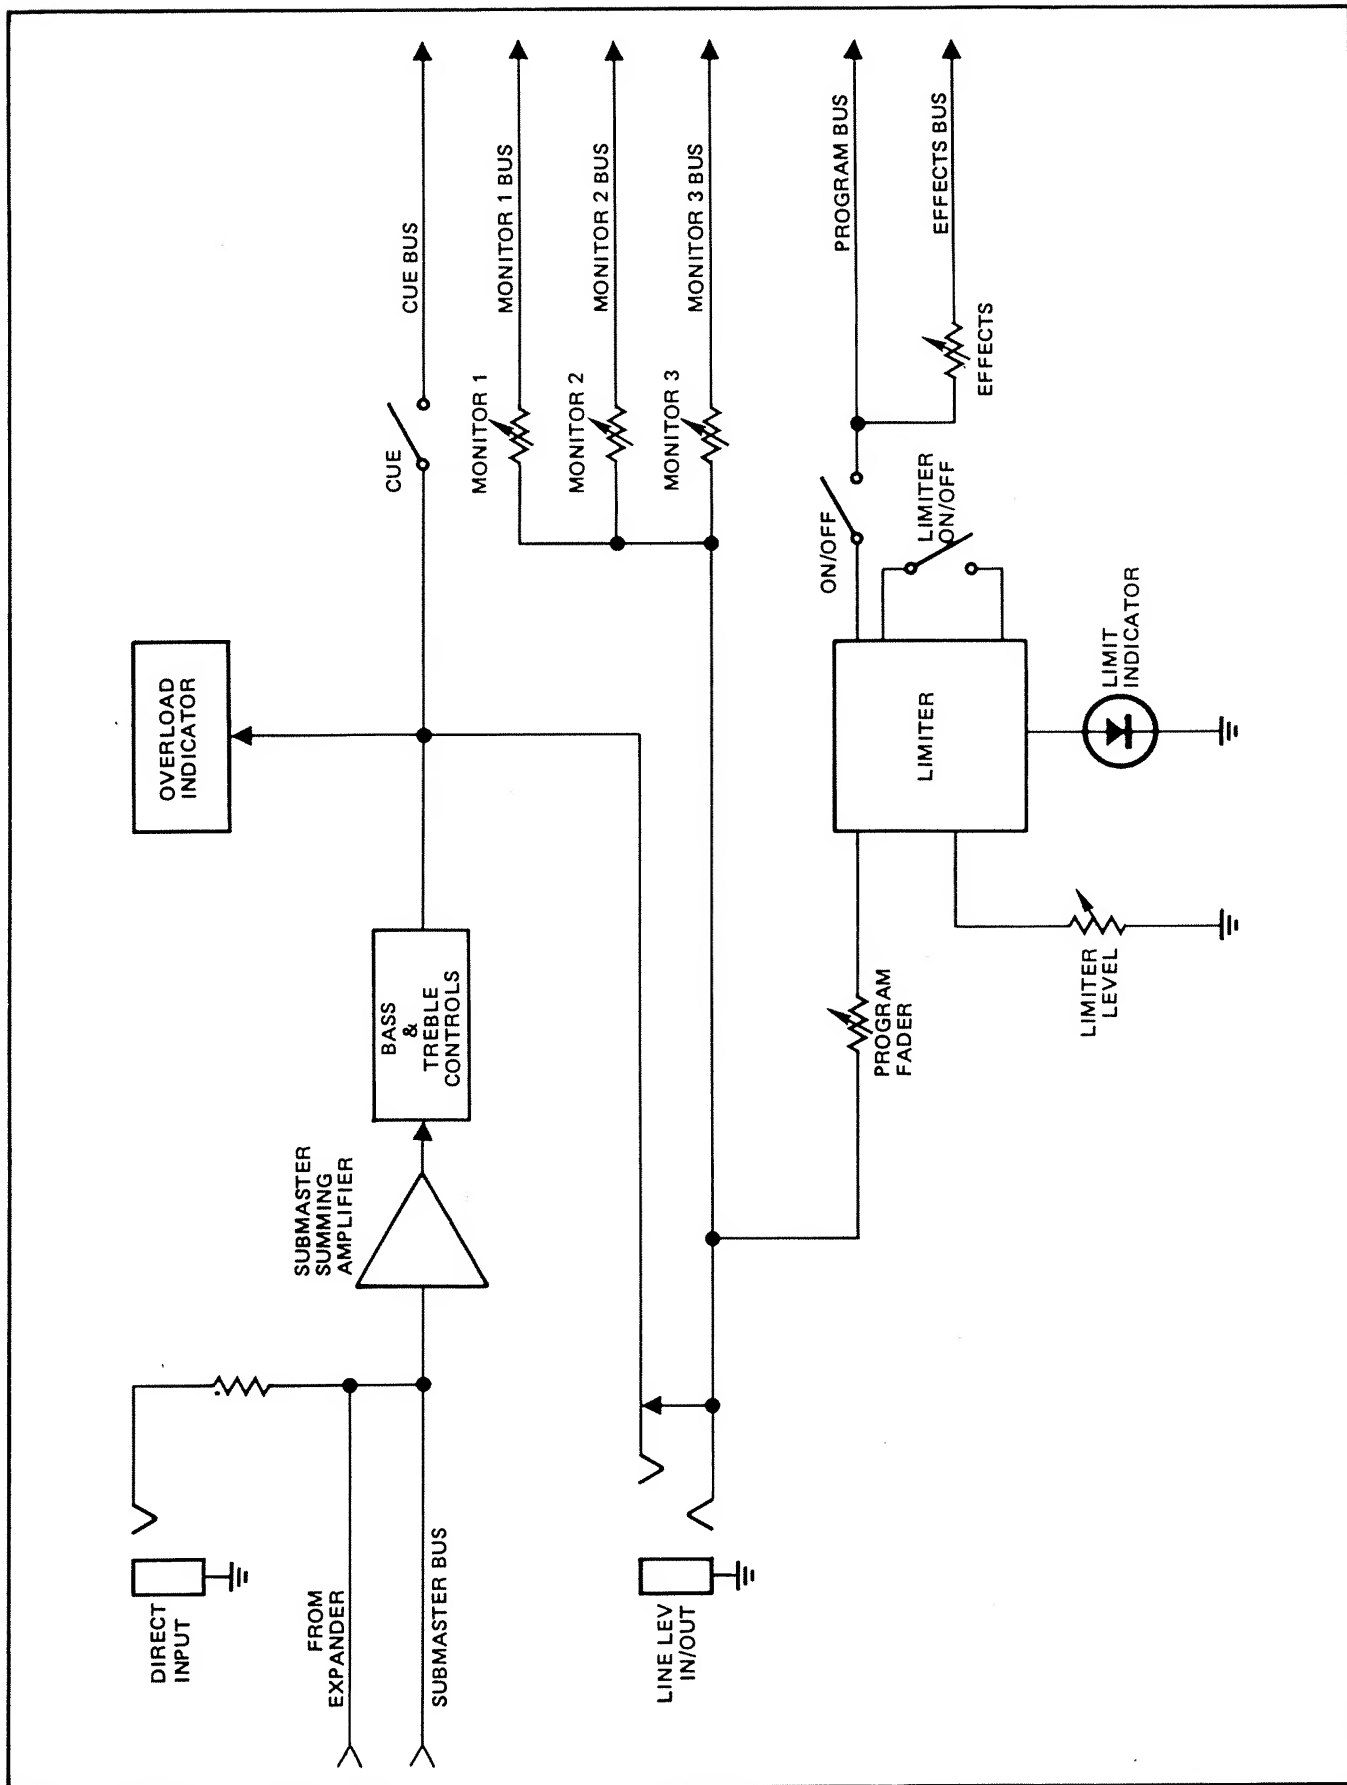 DIRECT
INPUT
FROM
EXPANDER
SUBMASTER BUS
SUBMASTER
SUMMING
AMPLIFIER
BASS
&
TREBLE
CONTROLS
OVERLOAD
INDICATOR
CUE
CUE BUS
MONITOR 1
MONITOR 1 BUS
MONITOR 2
MONITOR 2 BUS
MONITOR 3
MONITOR 3 BUS
LINE LEV
IN/OUT
PROGRAM
FADER
LIMITER
LEVEL
LIMITER
LIMIT
INDICATOR
ON/OFF
LIMITER
ON/OFF
PROGRAM BUS
EFFECTS
EFFECTS BUS